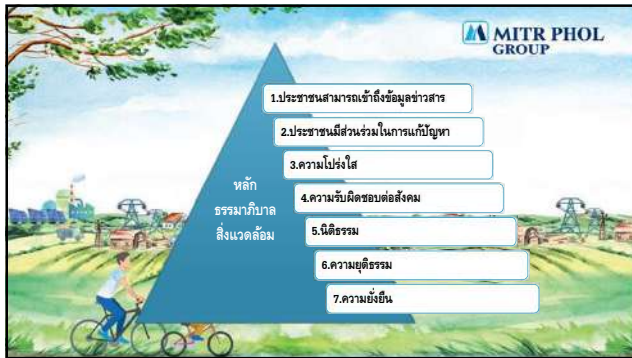 MITR PHOL
GROUP
หลัก
ธรรมาภิบาล
สิ่งแวดล้อม
1.ประชาชนสามารถเข้าถึงข้อมูลข่าวสาร
2.ประชาชนมีส่วนร่วมในการแก้ปัญหา
3.ความโปร่งใส
4.ความรับผิดชอบต่อสังคม
5.นิติธรรม
6.ความยุติธรรม
7.ความยั่งยืน